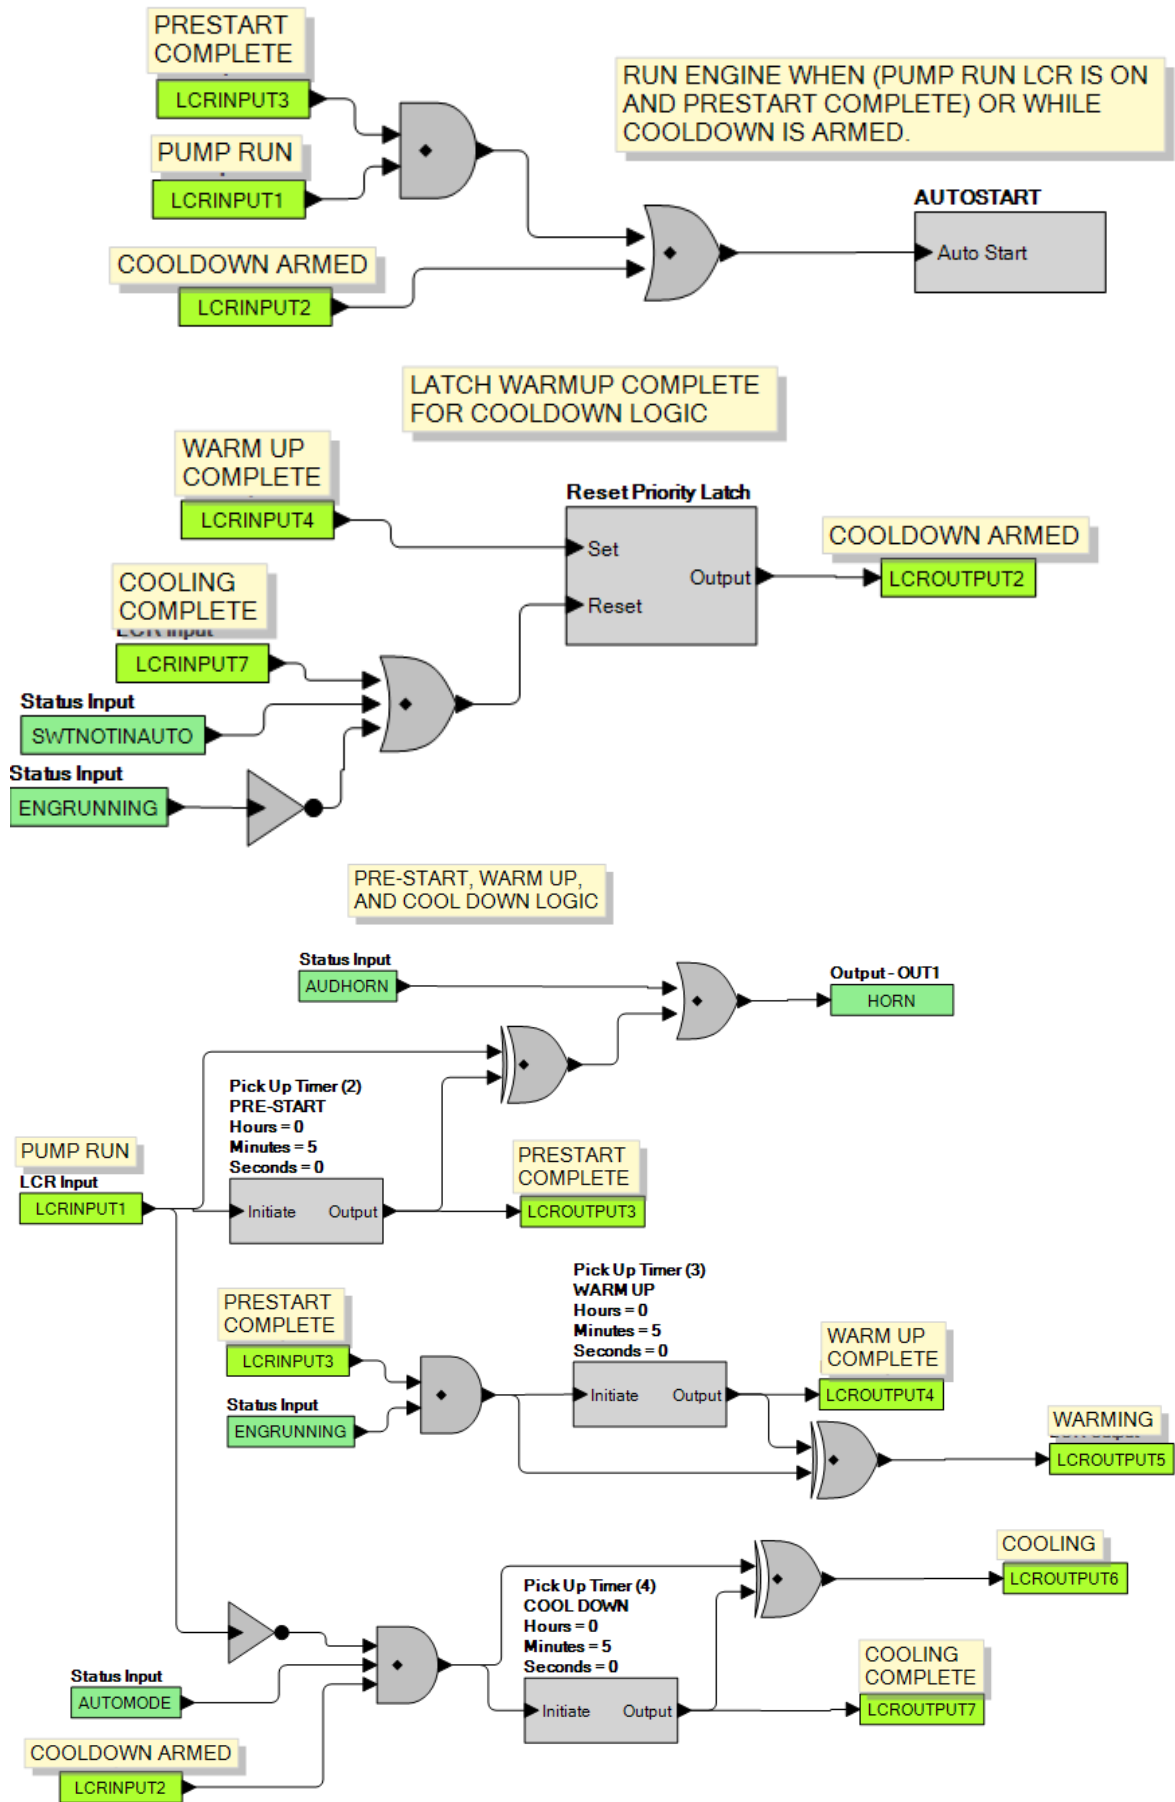 PRESTART
COMPLETE
LCRINPUT3
PUMP RUN
LCRINPUT1
COOLDOWN ARMED
LCRINPUT2
RUN ENGINE WHEN (PUMP RUN LCR IS ON
AND PRESTART COMPLETE) OR WHILE
COOLDOWN IS ARMED.
AUTOSTART
Auto Start
LATCH WARMUP COMPLETE
FOR COOLDOWN LOGIC
WARM UP
COMPLETE
LCRINPUT4
COOLING
COMPLETE
LCR Input
LCRINPUT7
Status Input
SWTNOTINAUTO
Status Input
ENGRUNNING
Reset Priority Latch
Set
Output
Reset
COOLDOWN ARMED
LCROUTPUT2
PRE-START, WARM UP,
AND COOL DOWN LOGIC
Status Input
AUDHORN
Output - OUT1
HORN
Pick Up Timer (2)
PRE-START
Hours = 0
Minutes = 5
Seconds = 0
Initiate Output
PUMP RUN
LCR Input
LCRINPUT1
PRESTART
COMPLETE
LCROUTPUT3
PRESTART
COMPLETE
LCRINPUT3
Status Input
ENGRUNNING
Pick Up Timer (3)
WARM UP
Hours = 0
Minutes = 5
Seconds = 0
Initiate Output
WARM UP
COMPLETE
LCROUTPUT4
WARMING
LCROUTPUT5
Status Input
AUTOMODE
COOLDOWN ARMED
LCRINPUT2
Pick Up Timer (4)
COOL DOWN
Hours = 0
Minutes = 5
Seconds = 0
Initiate Output
COOLING
LCROUTPUT6
COOLING
COMPLETE
LCROUTPUT7